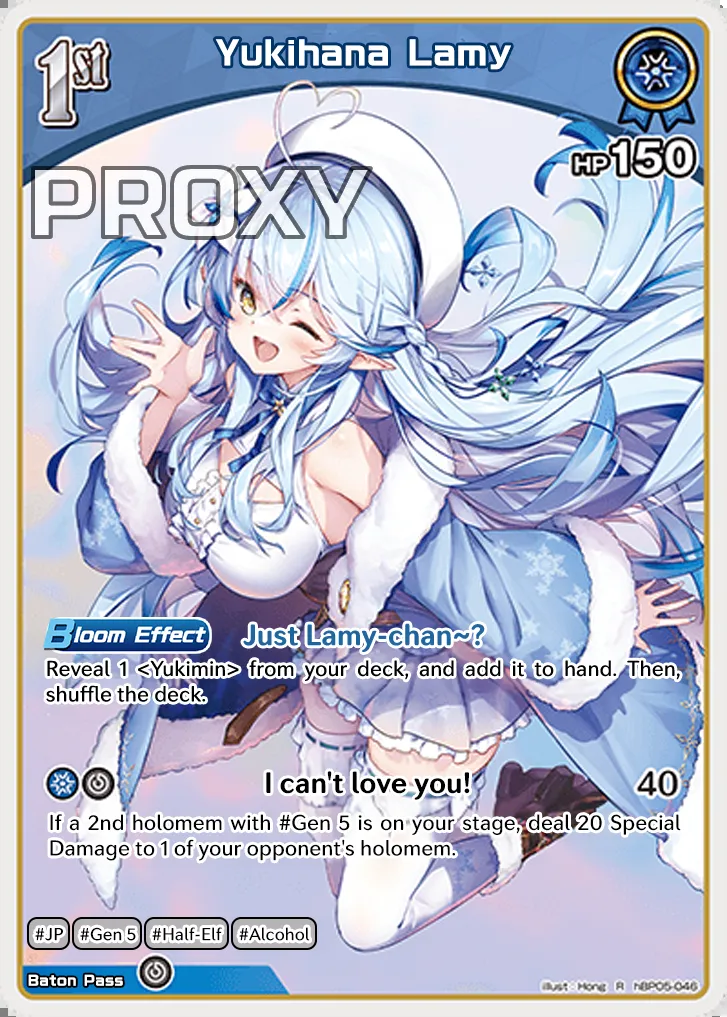 1st
Yukihana Lamy
HP 150
PROXY
Bloom Effect Just Lamy-chan~?
Reveal 1 <Yukimin> from your deck, and add it to hand. Then,
shuffle the deck.
I can't love you! 40
If a 2nd holomem with #Gen 5 is on your stage, deal 20 Special
Damage to 1 of your opponent's holomem.
#JP #Gen 5 #Half-Elf #Alcohol
Baton Pass
illust : Hong R hBP05-046